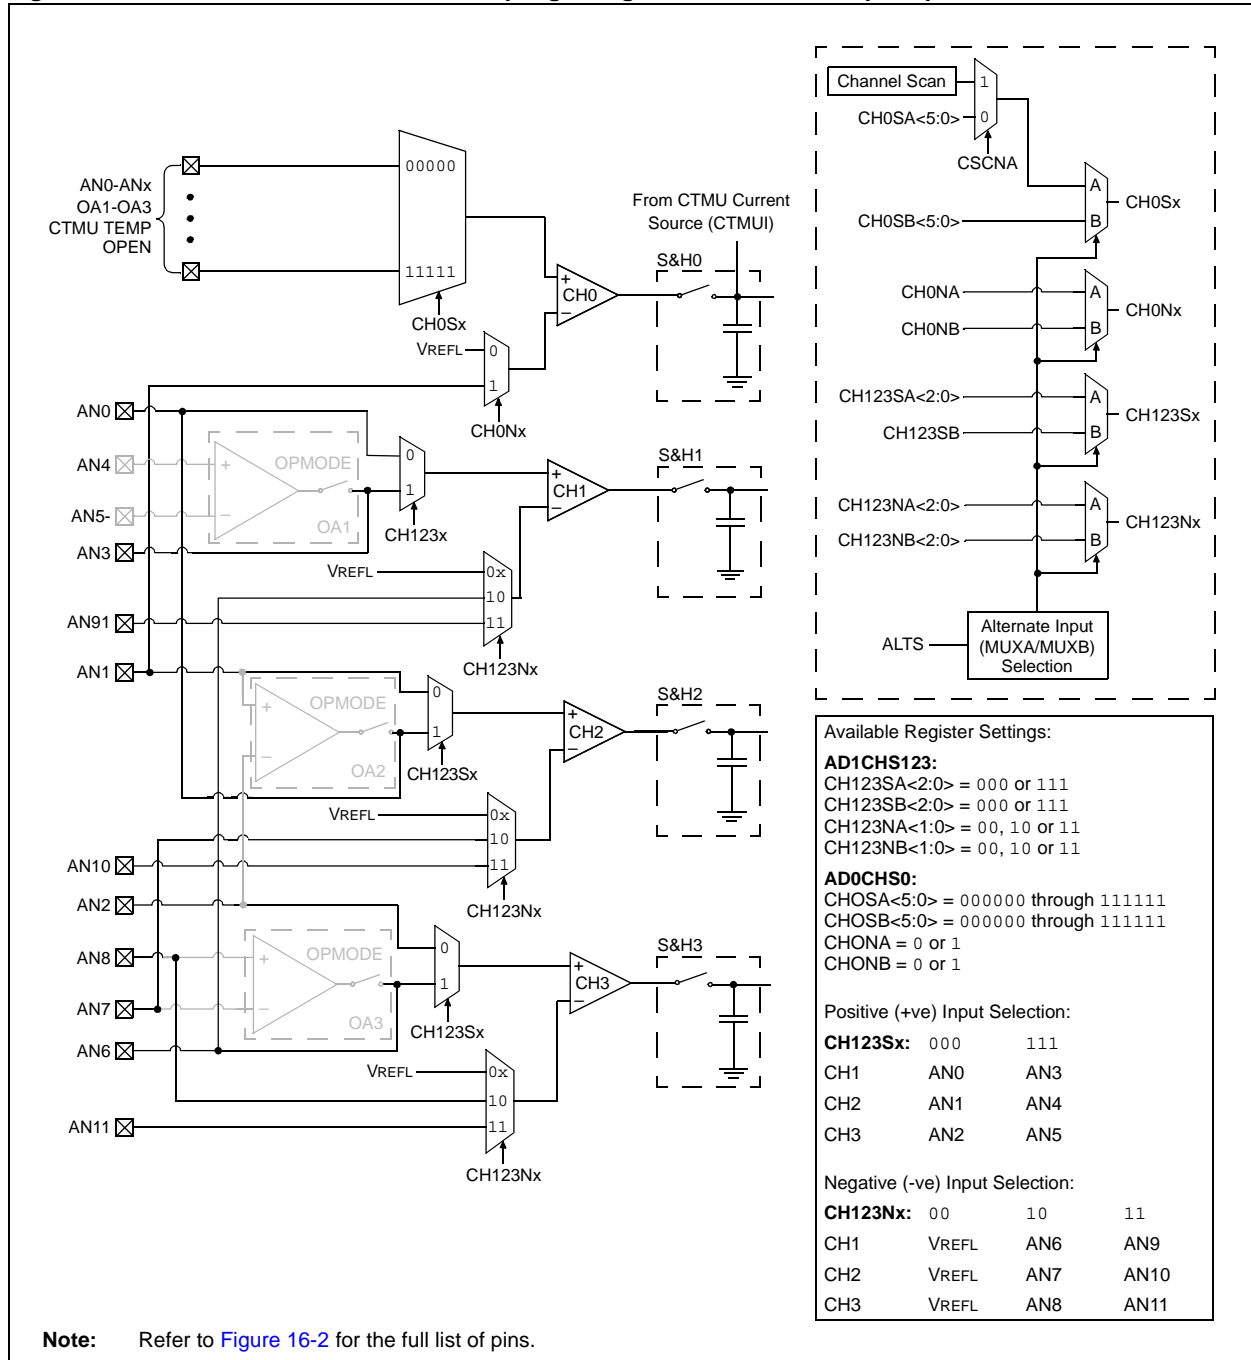 AN0-ANx
OA1-OA3
CTMU TEMP
OPEN
00000
11111
CH0Sx
From CTMU Current
Source (CTMUI)
S&H0
+
CH0
–
VREFL
0
1
CH0Nx
AN0
AN4
AN5-
AN3
+
–
OPMODE
OA1
0
1
CH123x
+
CH1
–
S&H1
VREFL
0x
10
11
CH123Nx
AN91
AN1
+
–
OPMODE
OA2
0
1
CH123Sx
+
CH2
–
S&H2
VREFL
0x
10
11
CH123Nx
AN10
AN2
AN8
AN7
AN6
+
–
OPMODE
OA3
0
1
CH123Sx
+
CH3
–
S&H3
VREFL
0x
10
11
CH123Nx
AN11
Channel Scan
1
CH0SA<5:0>
0
CSCNA
A
CH0Sx
CH0SB<5:0>
B
CH0NA
A
CH0Nx
CH0NB
B
CH123SA<2:0>
A
CH123Sx
CH123SB
B
CH123NA<2:0>
A
CH123Nx
CH123NB<2:0>
B
ALTS
Alternate Input
(MUXA/MUXB)
Selection
Available Register Settings:
AD1CHS123:
CH123SA<2:0> = 000 or 111
CH123SB<2:0> = 000 or 111
CH123NA<1:0> = 00, 10 or 11
CH123NB<1:0> = 00, 10 or 11
AD0CHS0:
CHOSA<5:0> = 000000 through 111111
CHOSB<5:0> = 000000 through 111111
CHONA = 0 or 1
CHONB = 0 or 1
Positive (+ve) Input Selection:
CH123Sx: 000 111
CH1 AN0 AN3
CH2 AN1 AN4
CH3 AN2 AN5
Negative (-ve) Input Selection:
CH123Nx: 00 10 11
CH1 VREFL AN6 AN9
CH2 VREFL AN7 AN10
CH3 VREFL AN8 AN11
Note: Refer to Figure 16-2 for the full list of pins.